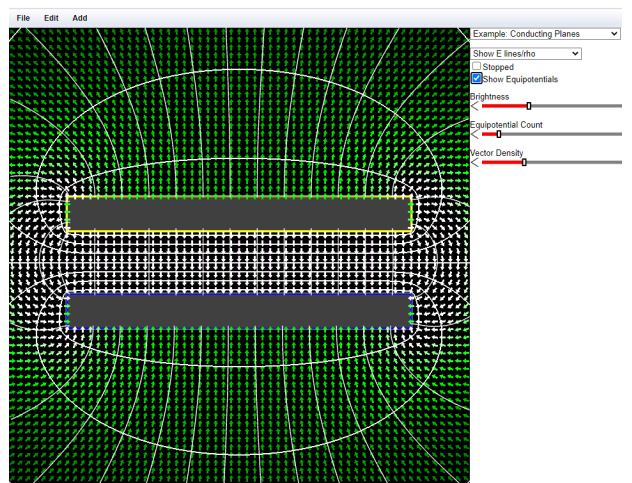 File Edit Add
Example: Conducting Planes
Show E lines/rho
Stopped
Show Equipotentials
Brightness
Equipotential Count
Vector Density